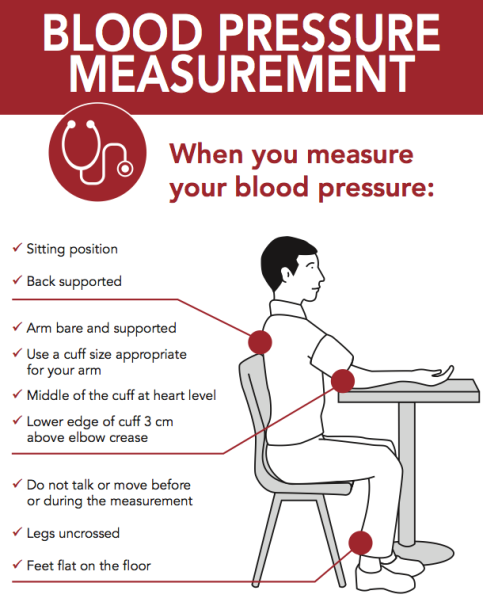 BLOOD PRESSURE
MEASUREMENT
When you measure
your blood pressure:
✓ Sitting position
✓ Back supported
✓ Arm bare and supported
✓ Use a cuff size appropriate
for your arm
✓ Middle of the cuff at heart level
✓ Lower edge of cuff 3 cm
above elbow crease
✓ Do not talk or move before
or during the measurement
✓ Legs uncrossed
✓ Feet flat on the floor